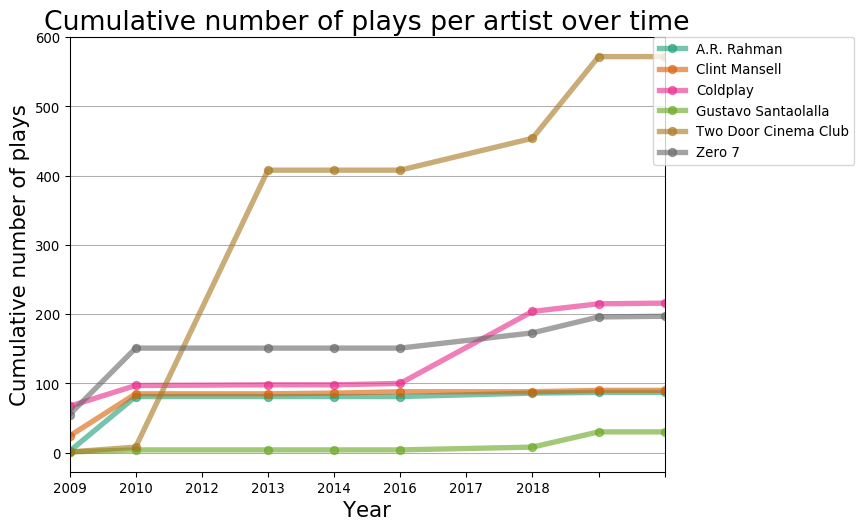 Cumulative number of plays per artist over time
Cumulative number of plays
600
500
400
300
200
100
0
2009 2010 2012 2013 2014 2016 2017 2018
Year
A.R. Rahman
Clint Mansell
Coldplay
Gustavo Santaolalla
Two Door Cinema Club
Zero 7